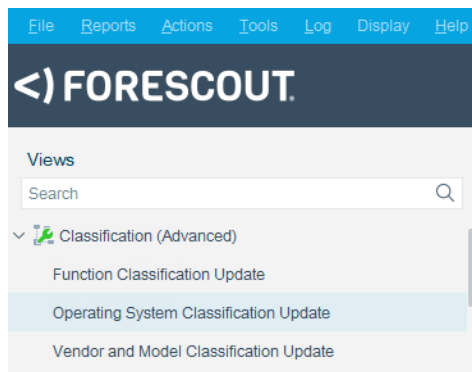 File Reports Actions Tools Log Display Help
<) FORESCOUT.
Views
Search
Classification (Advanced)
Function Classification Update
Operating System Classification Update
Vendor and Model Classification Update